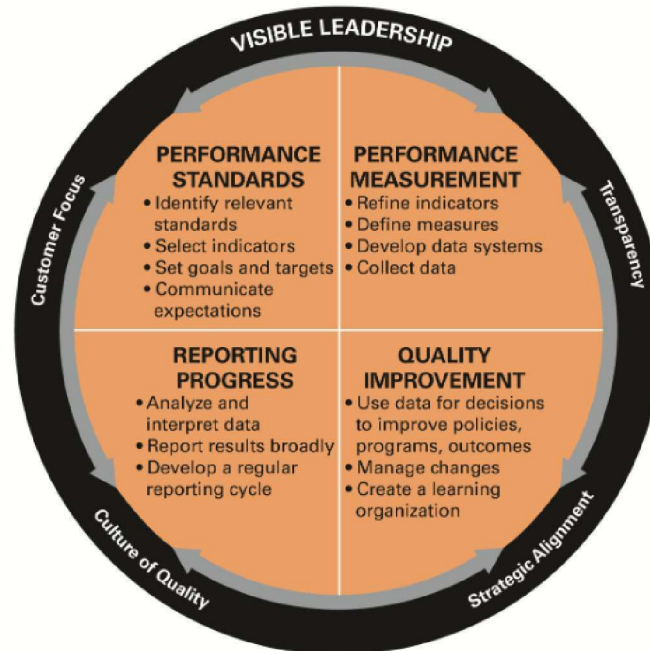 VISIBLE LEADERSHIP
Customer Focus
Transparency
PERFORMANCE
STANDARDS
• Identify relevant
standards
• Select indicators
• Set goals and targets
• Communicate
expectations
PERFORMANCE
MEASUREMENT
• Refine indicators
• Define measures
• Develop data systems
• Collect data
REPORTING
PROGRESS
• Analyze and
interpret data
• Report results broadly
• Develop a regular
reporting cycle
QUALITY
IMPROVEMENT
• Use data for decisions
to improve policies,
programs, outcomes
• Manage changes
• Create a learning
organization
Culture of Quality
Strategic Alignment